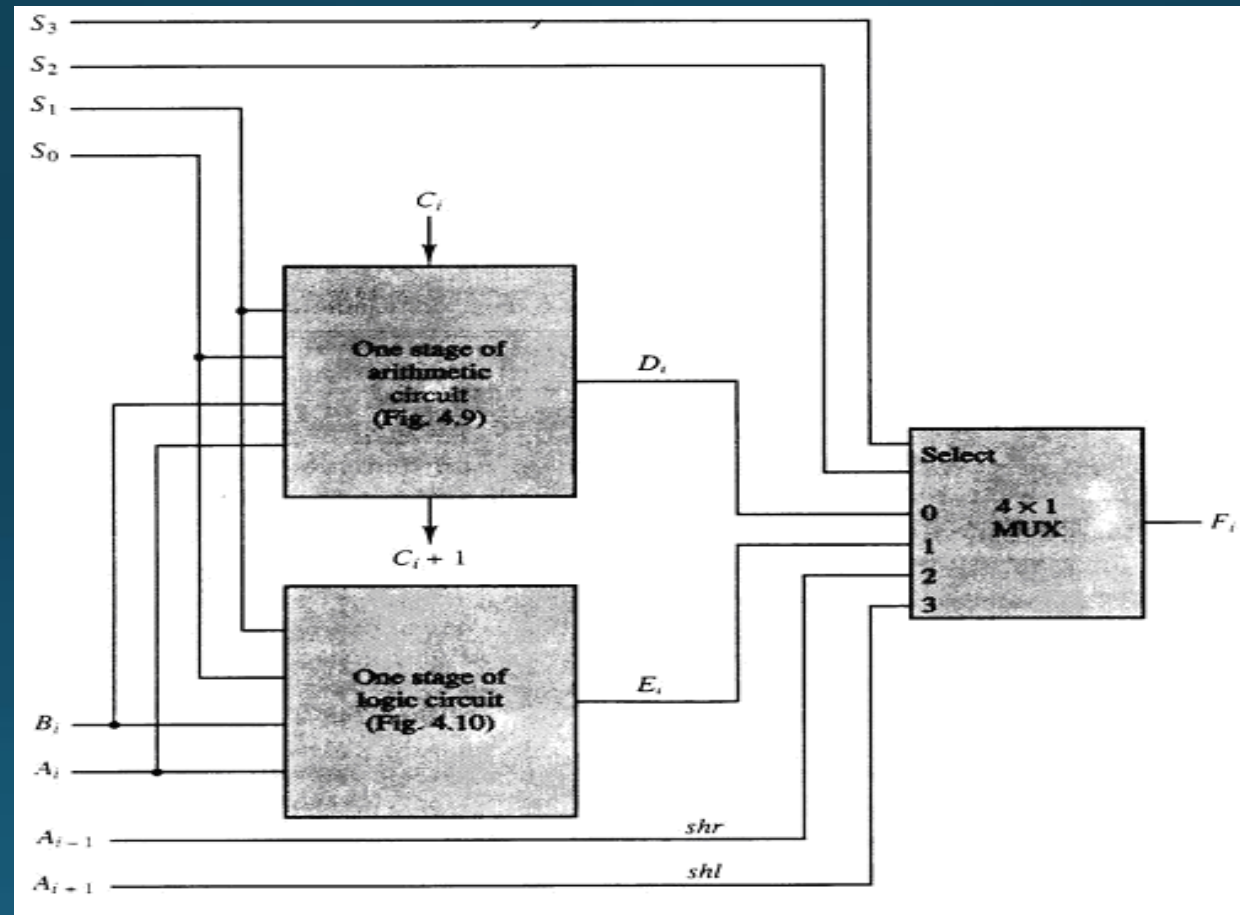 S₃
S₂
S₁
S₀
Cᵢ
One stage of
arithmetic
circuit
(Fig. 4.9)
Dᵢ
Select
4 × 1
MUX
0
1
2
3
Fᵢ
Cᵢ + 1
One stage of
logic circuit
(Fig. 4.10)
Eᵢ
Bᵢ
Aᵢ
Aᵢ₋₁
shr
Aᵢ₊₁
shl